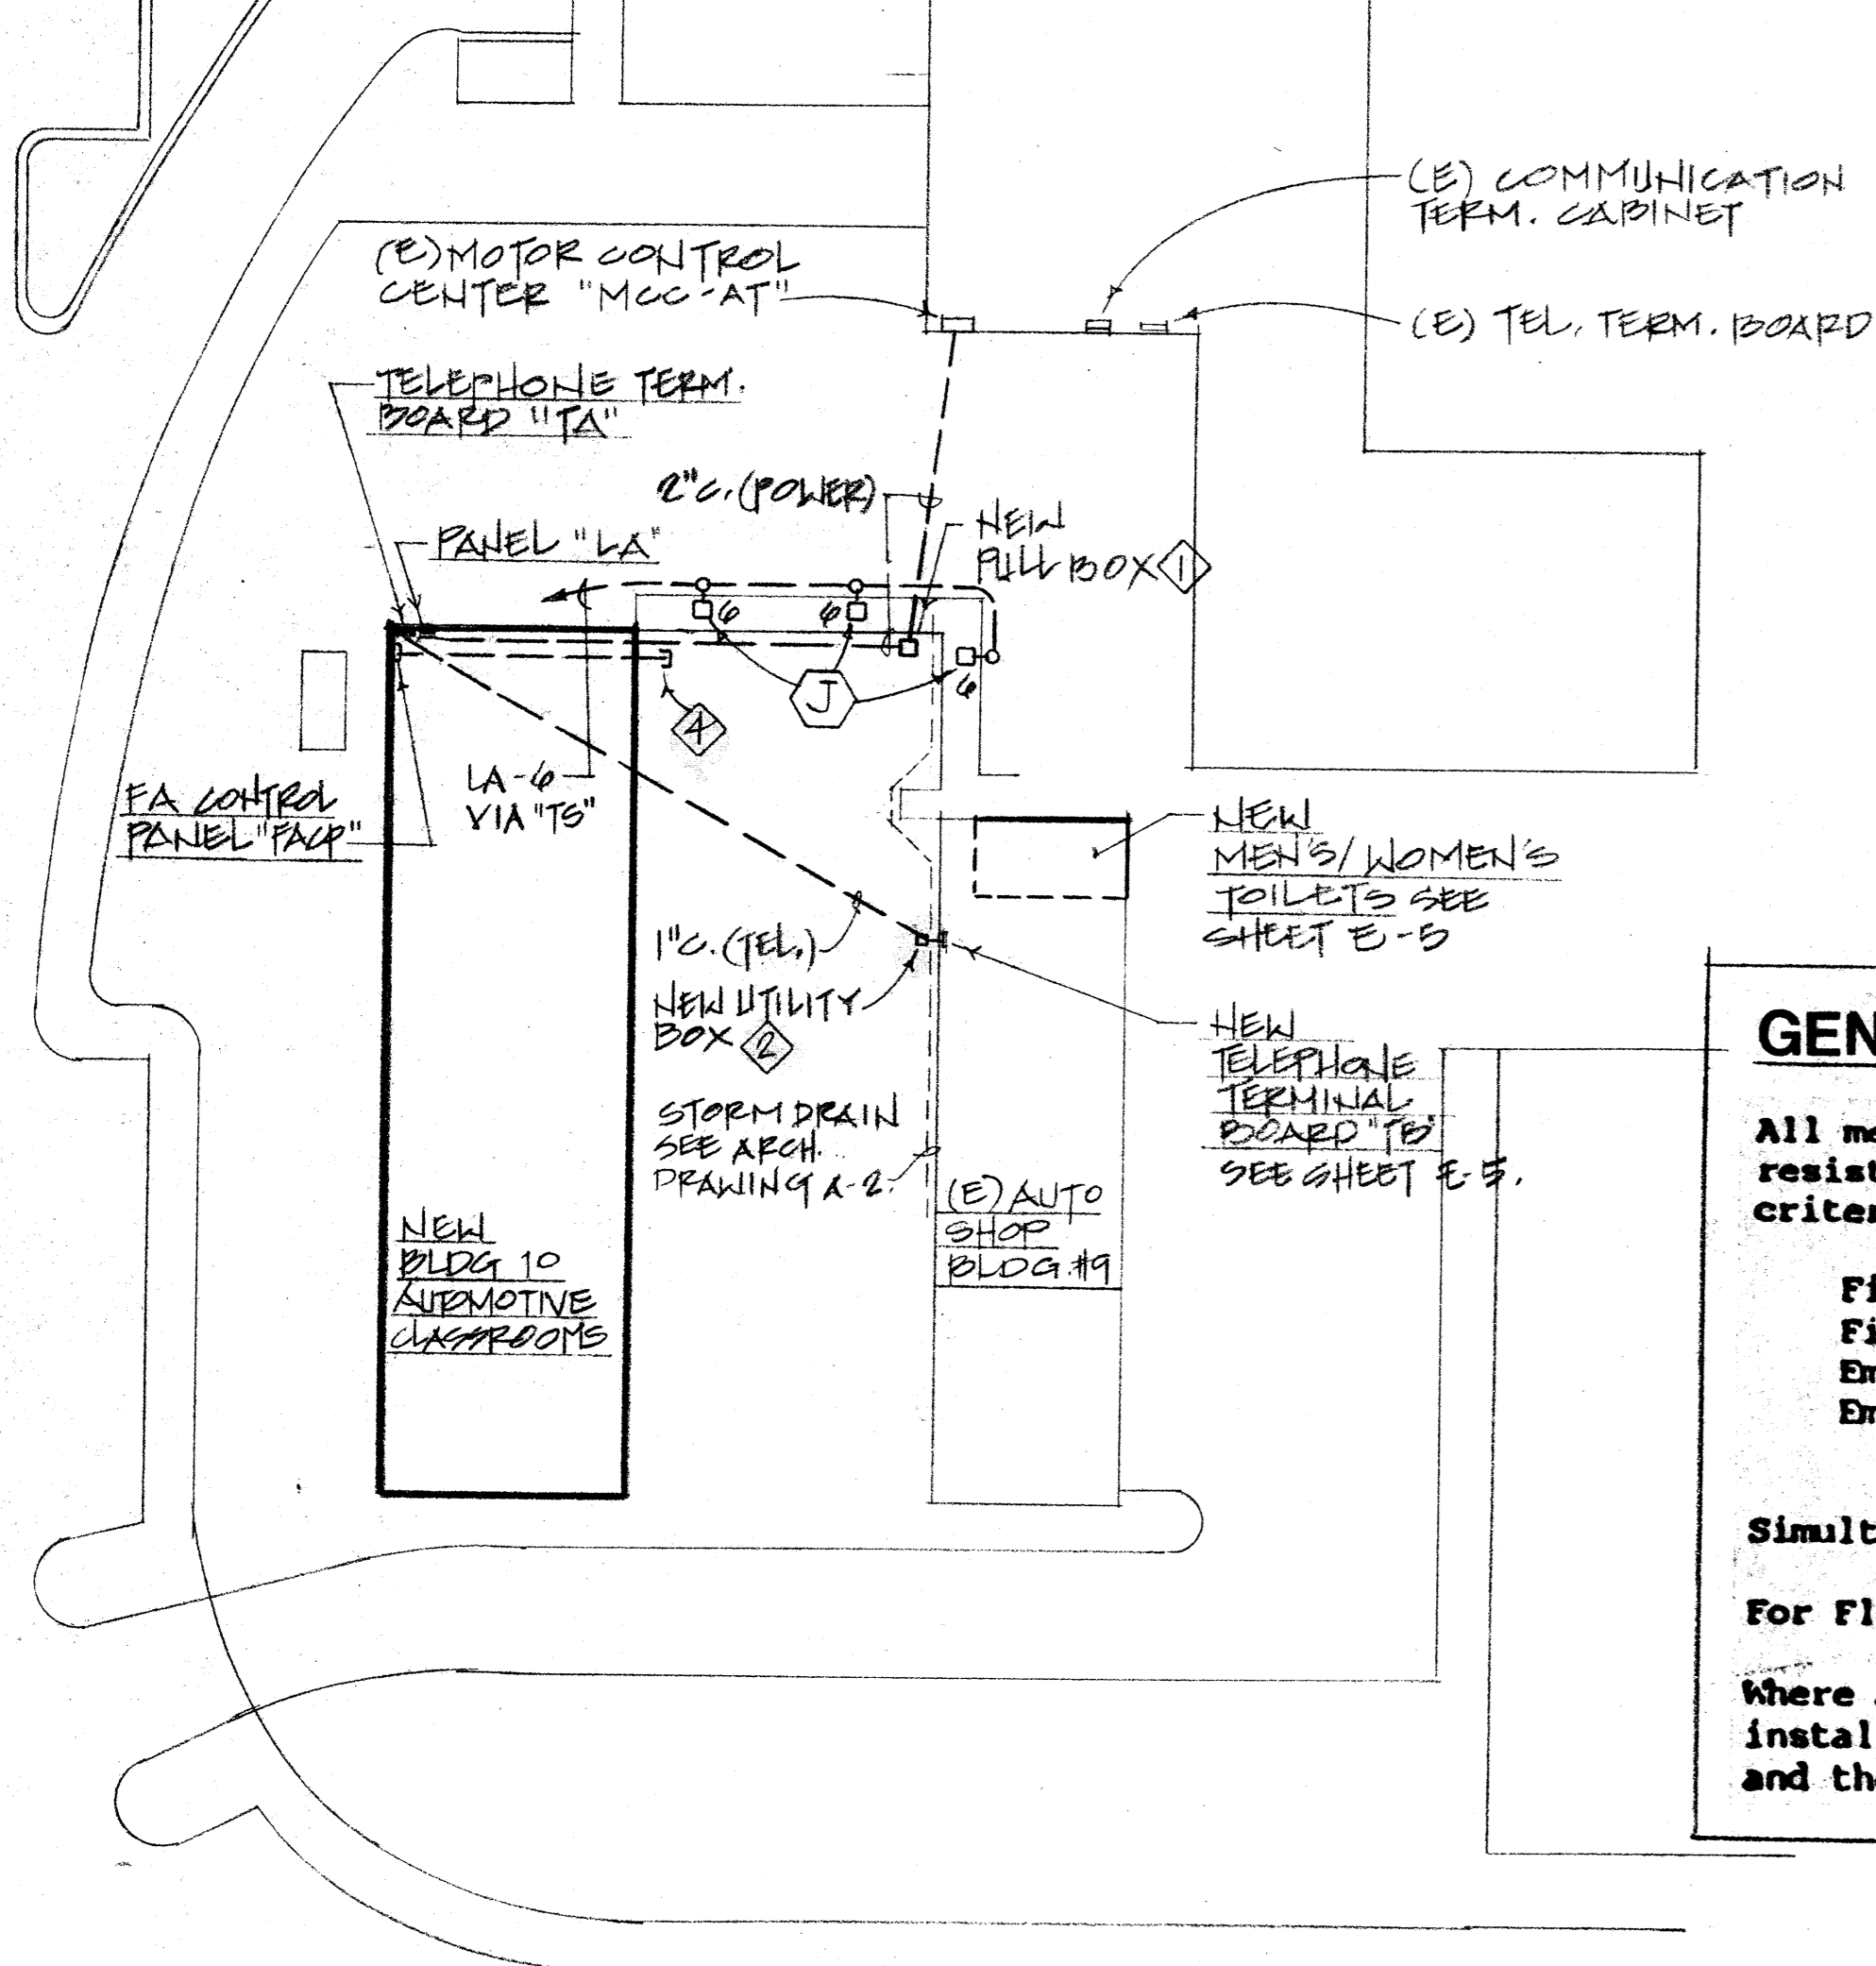 (E) COMMUNICATION
TERM. CABINET
(E) MOTOR CONTROL
CENTER "MCC-AT"
(E) TEL. TERM. BOARD
TELEPHONE TERM.
BOARD "TA"
2"C. (POWER)
NEW
PULL BOX 1
PANEL "LA"
6
6
6
J
4
LA-6
VIA "TS"
FA CONTROL
PANEL "FACP"
NEW
MEN'S/WOMEN'S
TOILETS SEE
SHEET E-5
1"C. (TEL.)
NEW UTILITY
BOX 2
NEW
TELEPHONE
TERMINAL
BOARD "TB"
SEE SHEET E-5.
STORM DRAIN
SEE ARCH.
DRAWING A-2.
(E) AUTO
SHOP
BLDG. #9
NEW
BLDG 10
AUTOMOTIVE
CLASSROOMS
GEN
All
resist
criter
Fi
Fi
Em
Em
Simult
For Fl
Where
instal
and th